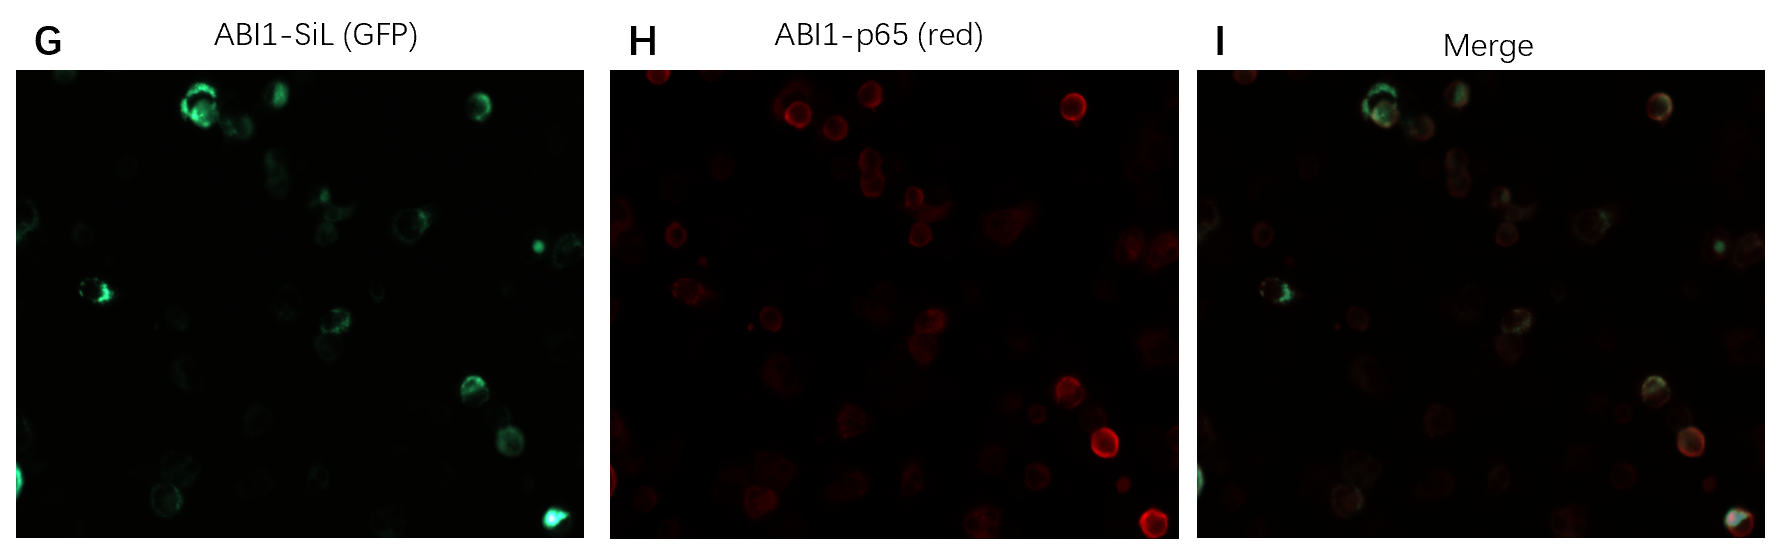 G ABI1-SiL (GFP)
H ABI1-p65 (red)
I Merge